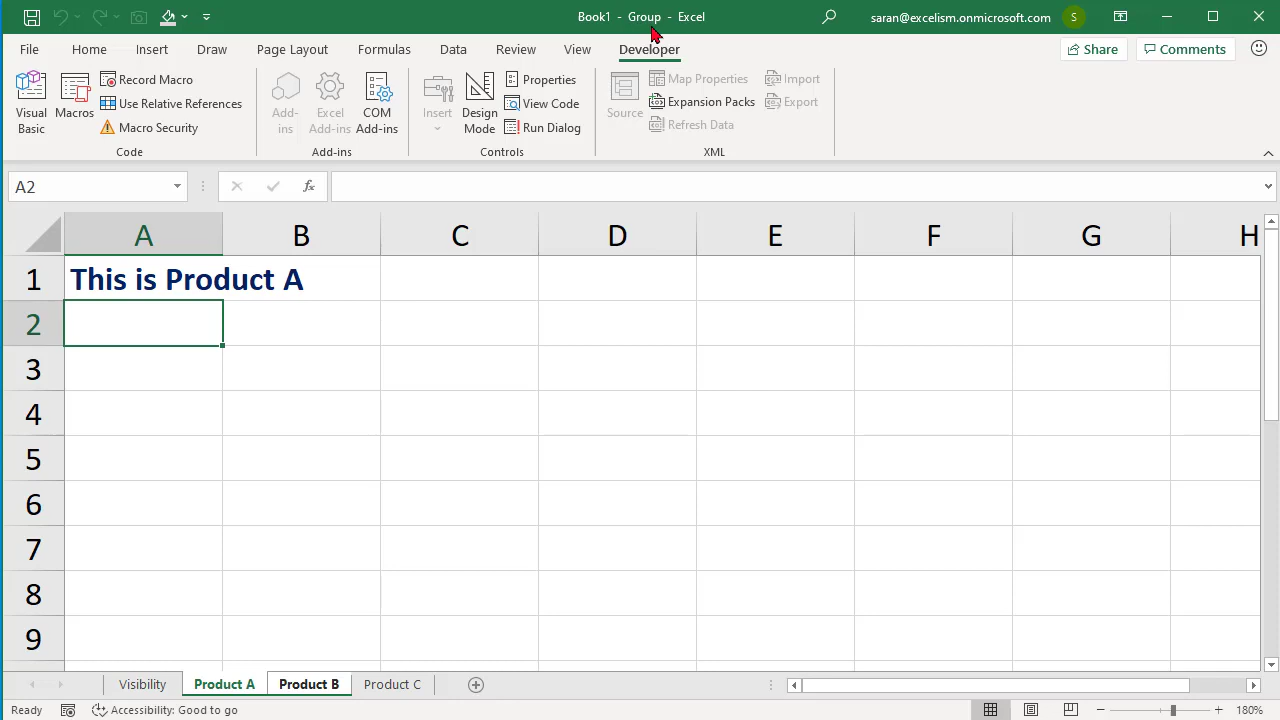 Book1 - Group - Excel
saran@excelism.onmicrosoft.com
S
File Home Insert Draw Page Layout Formulas Data Review View Developer
Share
Comments
Visual Basic
Macros
Record Macro
Use Relative References
Macro Security
Code
Add-ins
Excel Add-ins
COM Add-ins
Add-ins
Insert
Design Mode
Properties
View Code
Run Dialog
Controls
Source
Map Properties
Expansion Packs
Refresh Data
Import
Export
XML
A2
fx
A B C D E F G H
1 This is Product A
2
3
4
5
6
7
8
9
Visibility Product A Product B Product C
Ready
Accessibility: Good to go
180%